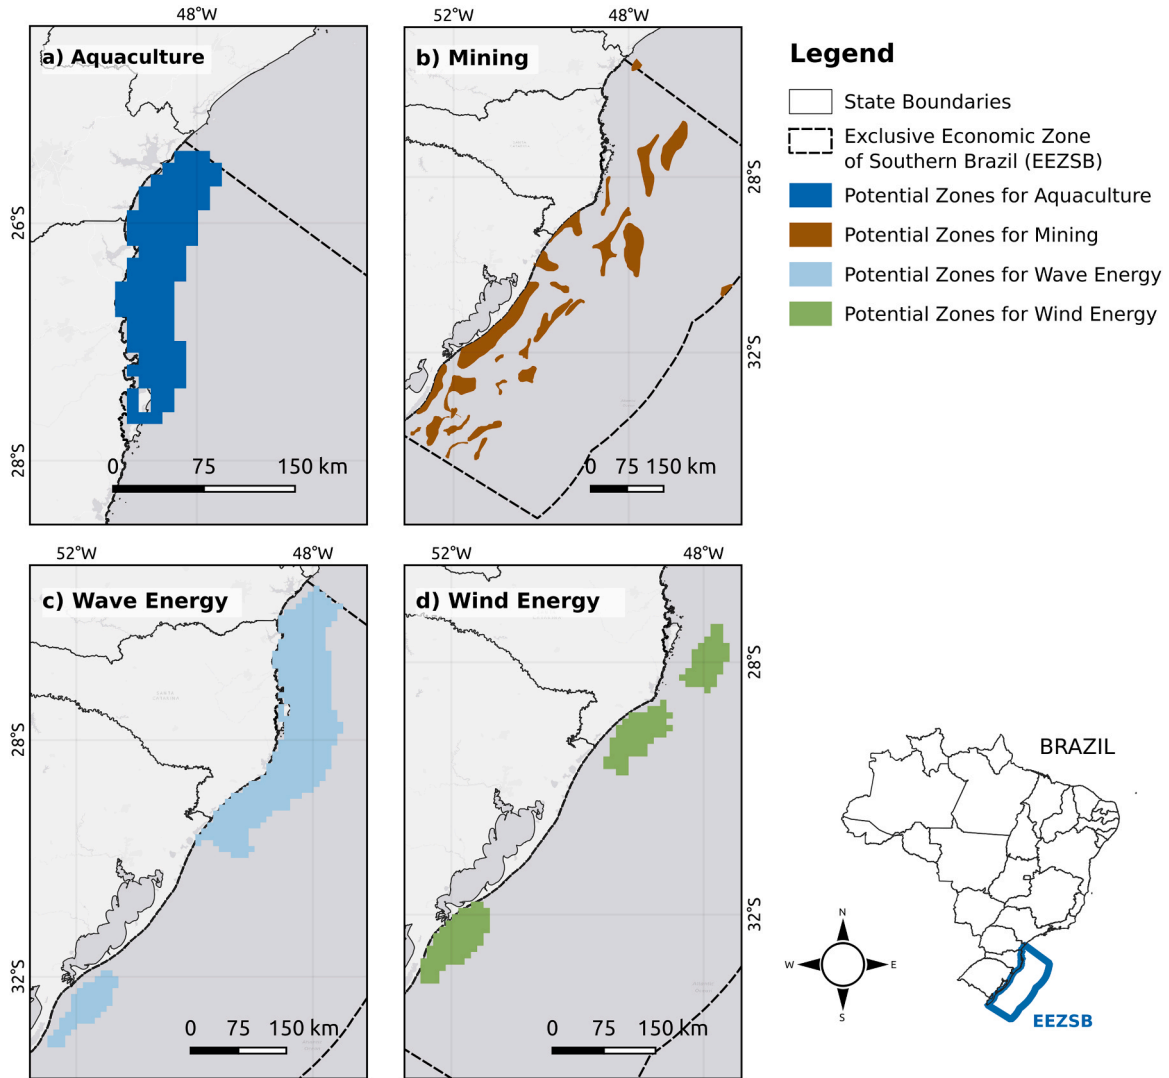 48°W
52°W
48°W
a) Aquaculture
b) Mining
Legend
State Boundaries
Exclusive Economic Zone
of Southern Brazil (EEZSB)
Potential Zones for Aquaculture
Potential Zones for Mining
Potential Zones for Wave Energy
Potential Zones for Wind Energy
26°S
28°S
28°S
32°S
0 75 150 km
0 75 150 km
52°W
48°W
52°W
48°W
c) Wave Energy
d) Wind Energy
28°S
32°S
28°S
32°S
0 75 150 km
0 75 150 km
BRAZIL
N
W
E
S
EEZSB